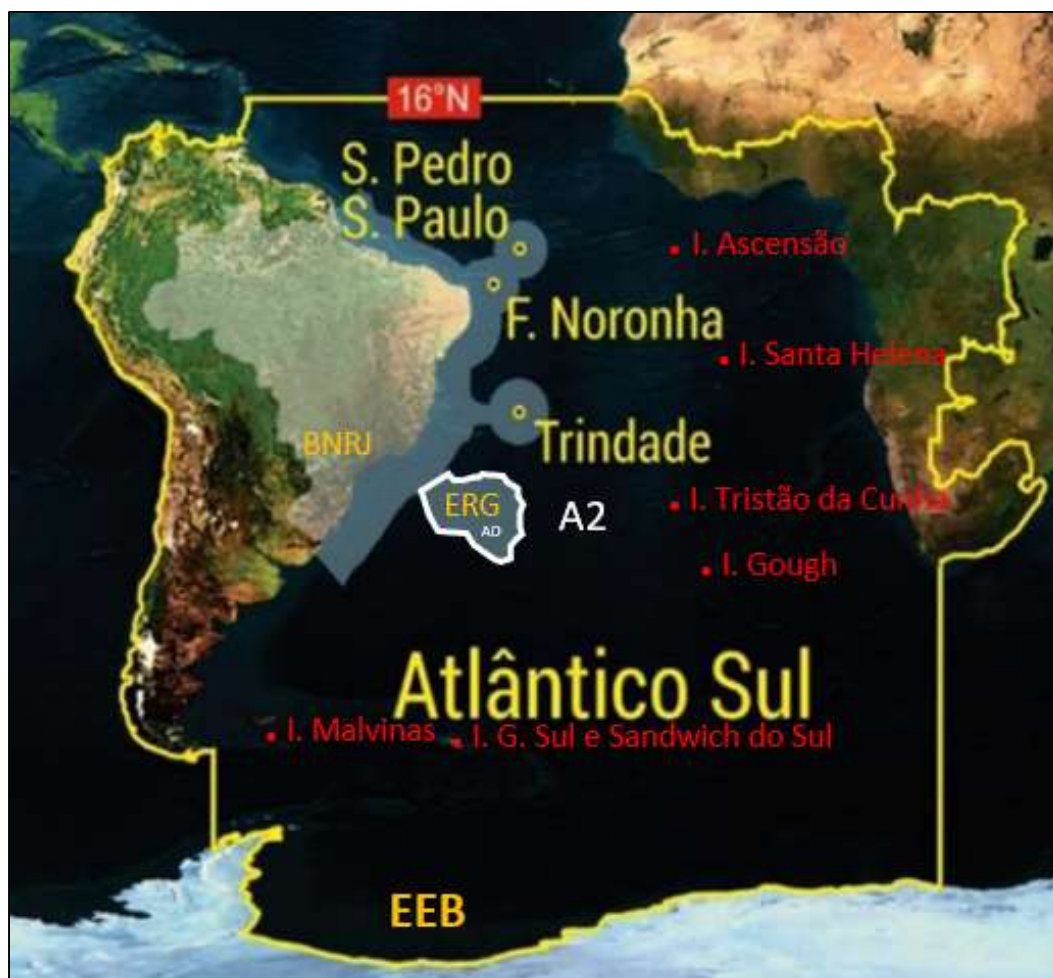 16°N
S. Pedro
S. Paulo
I. Ascensão
F. Noronha
I. Santa Helena
BNRJ
Trindade
ERG
AD
A2
I. Tristão da Cunha
I. Gough
Atlântico Sul
I. Malvinas
I. G. Sul e Sandwich do Sul
EEB